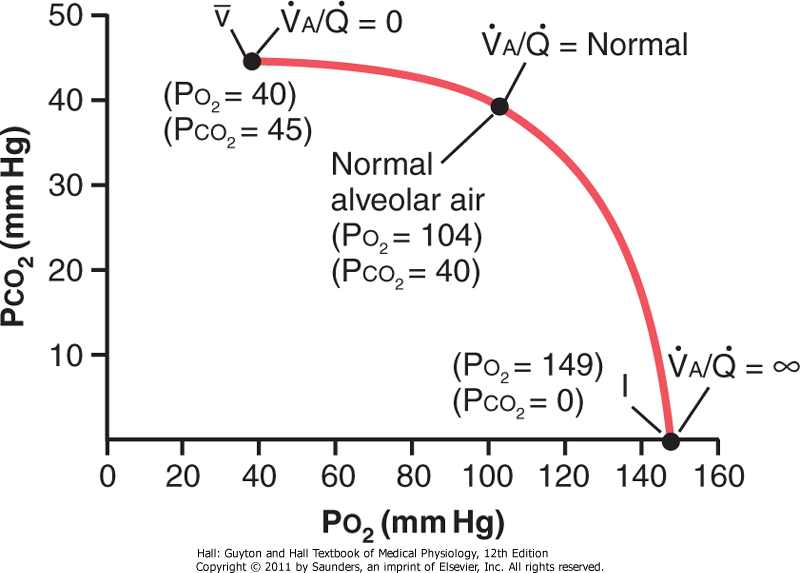 50
40
30
20
10
PCO₂ (mm Hg)
v̄
V̇A/Q̇ = 0
(PO₂ = 40)
(PCO₂ = 45)
V̇A/Q̇ = Normal
Normal
alveolar air
(PO₂ = 104)
(PCO₂ = 40)
(PO₂ = 149)
(PCO₂ = 0)
I
V̇A/Q̇ = ∞
0 20 40 60 80 100 120 140 160
PO₂ (mm Hg)
Hall: Guyton and Hall Textbook of Medical Physiology, 12th Edition
Copyright © 2011 by Saunders, an imprint of Elsevier, Inc. All rights reserved.